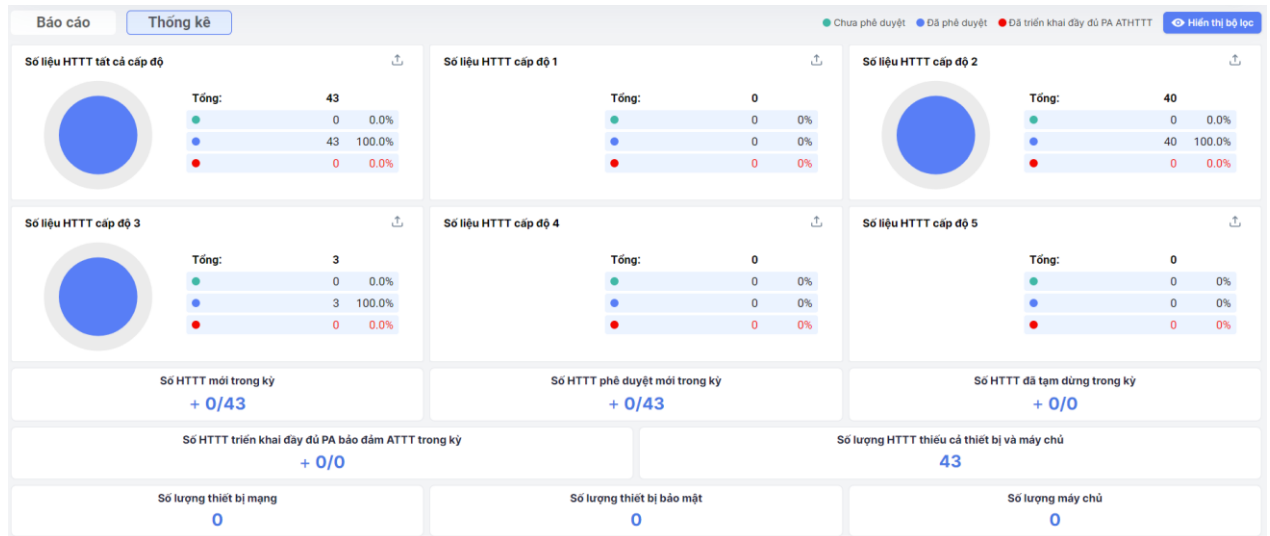 Báo cáo
Thống kê
Chưa phê duyệt
Đã phê duyệt
Đã triển khai đầy đủ PA ATHTTT
Hiển thị bộ lọc
Số liệu HTTT tất cả cấp độ
Tổng: 43
0 0.0%
43 100.0%
0 0.0%
Số liệu HTTT cấp độ 1
Tổng: 0
0 0%
0 0%
0 0%
Số liệu HTTT cấp độ 2
Tổng: 40
0 0.0%
40 100.0%
0 0.0%
Số liệu HTTT cấp độ 3
Tổng: 3
0 0.0%
3 100.0%
0 0.0%
Số liệu HTTT cấp độ 4
Tổng: 0
0 0%
0 0%
0 0%
Số liệu HTTT cấp độ 5
Tổng: 0
0 0%
0 0%
0 0%
Số HTTT mới trong kỳ
+ 0/43
Số HTTT phê duyệt mới trong kỳ
+ 0/43
Số HTTT đã tạm dừng trong kỳ
+ 0/0
Số HTTT triển khai đầy đủ PA bảo đảm ATTT trong kỳ
+ 0/0
Số lượng HTTT thiếu cả thiết bị và máy chủ
43
Số lượng thiết bị mạng
0
Số lượng thiết bị bảo mật
0
Số lượng máy chủ
0